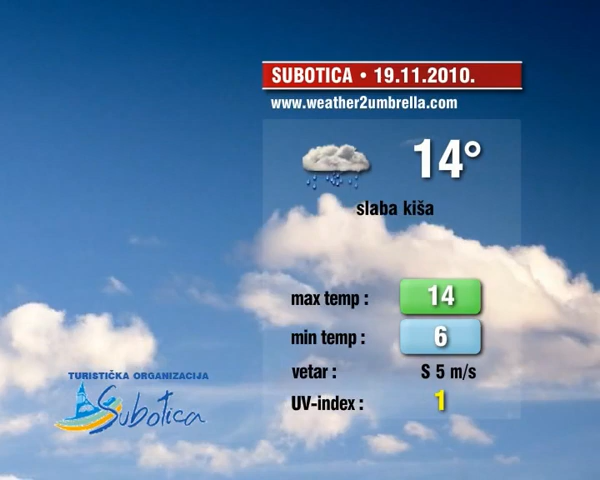 SUBOTICA • 19.11.2010.
www.weather2umbrella.com
14°
slaba kiša
max temp : 14
min temp : 6
vetar : S 5 m/s
UV-index : 1
TURISTIČKA ORGANIZACIJA
Subotica